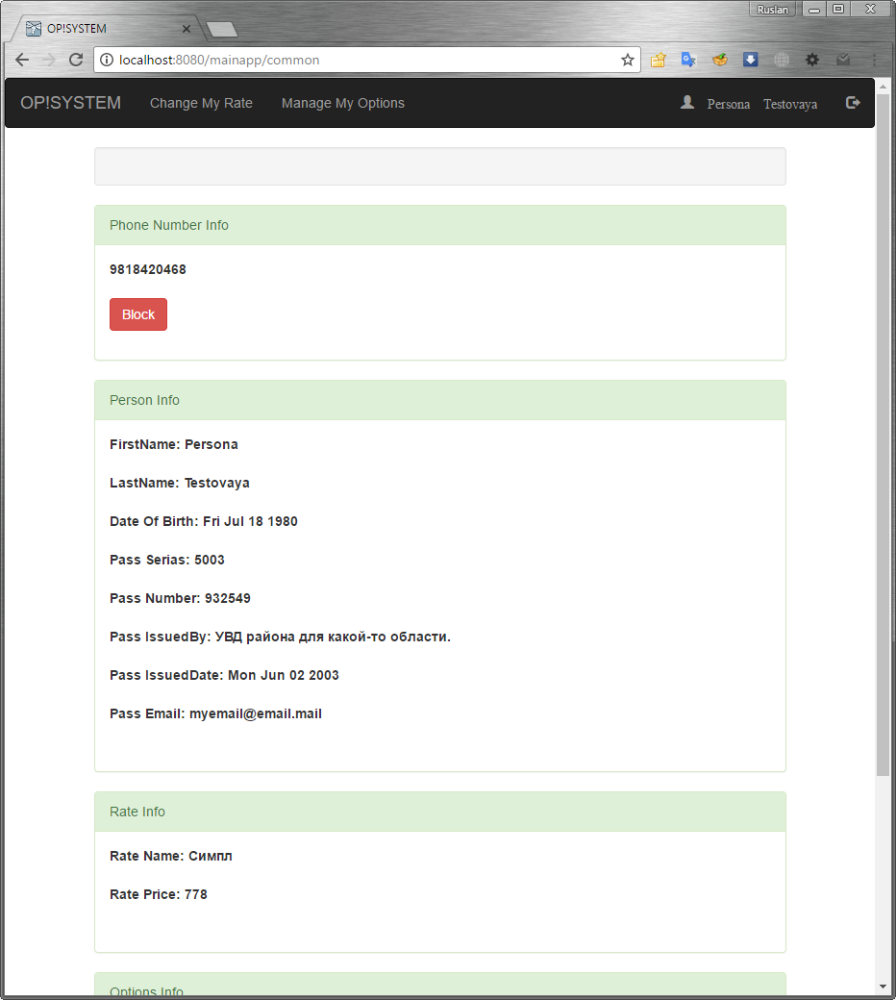 Ruslan
OP!SYSTEM
localhost:8080/mainapp/common
OP!SYSTEM Change My Rate Manage My Options Persona Testovaya
Phone Number Info
9818420468
Block
Person Info
FirstName: Persona
LastName: Testovaya
Date Of Birth: Fri Jul 18 1980
Pass Serias: 5003
Pass Number: 932549
Pass IssuedBy: УВД района для какой-то области.
Pass IssuedDate: Mon Jun 02 2003
Pass Email: myemail@email.mail
Rate Info
Rate Name: Симпл
Rate Price: 778
Options Info